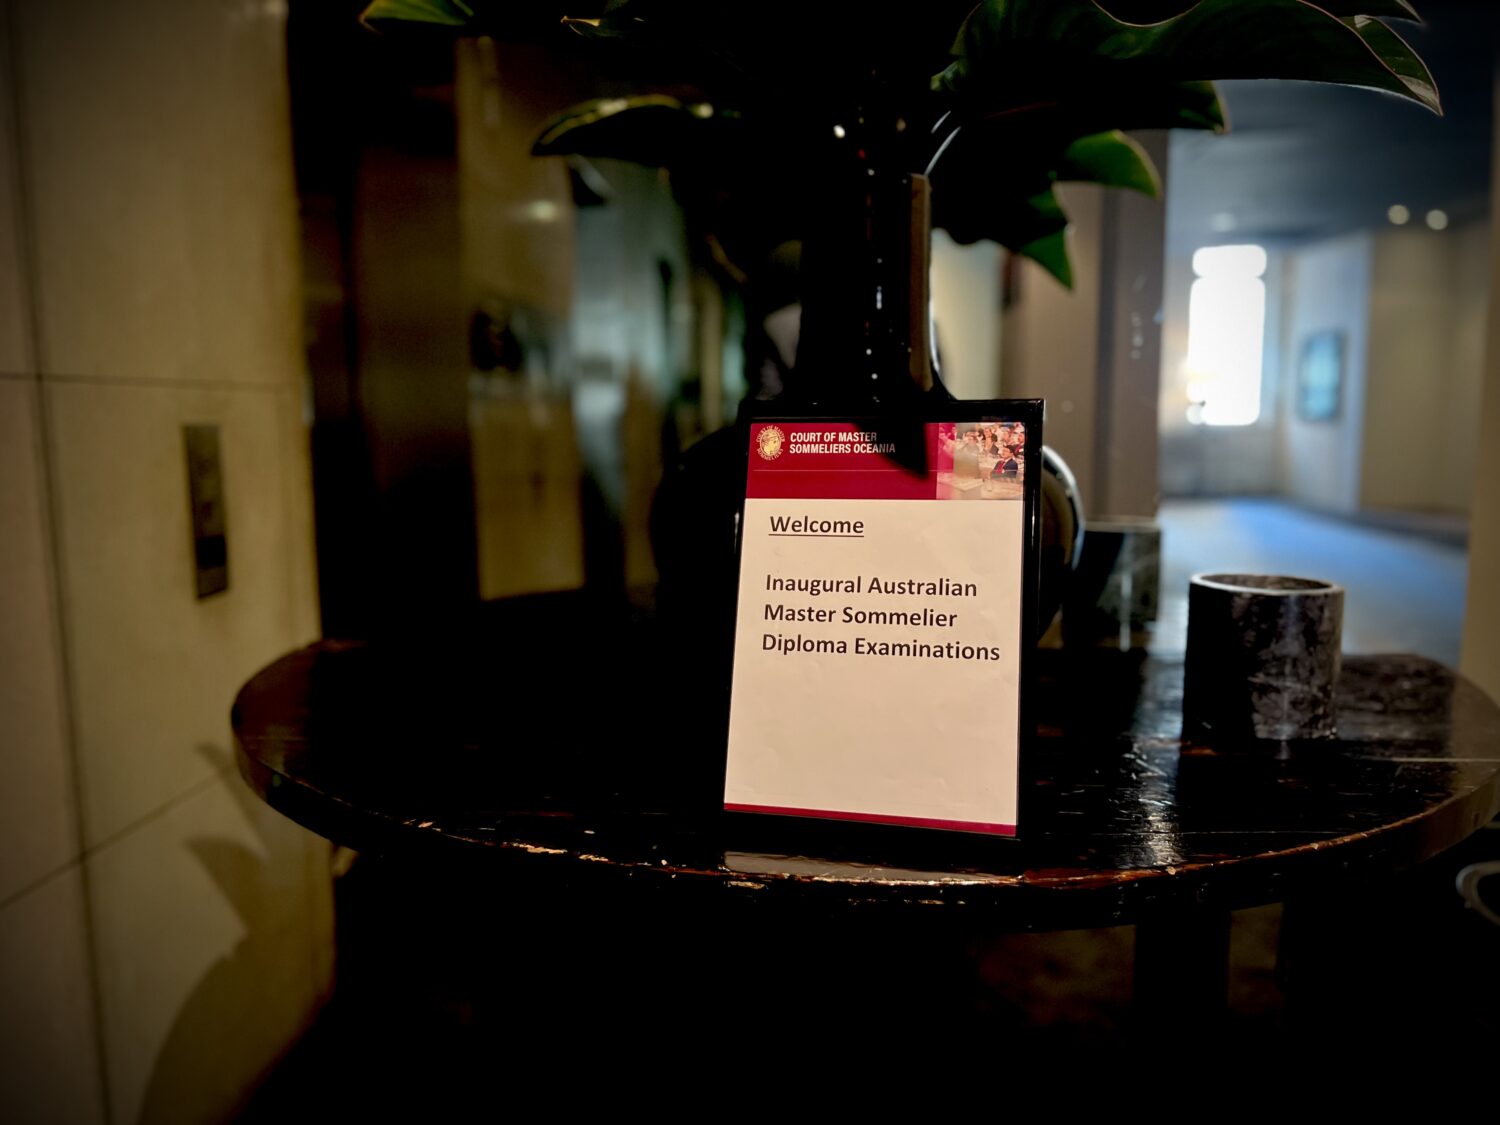 COURT OF MASTER
SOMMELIERS OCEANIA
Welcome
Inaugural Australian
Master Sommelier
Diploma Examinations